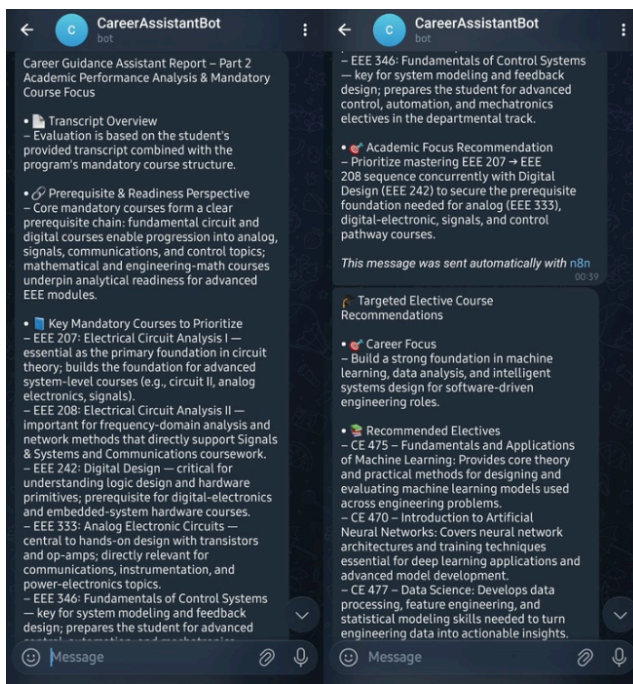 CareerAssistantBot
C
bot
Career Guidance Assistant Report – Part 2
Academic Performance Analysis & Mandatory
Course Focus
• 📄 Transcript Overview
– Evaluation is based on the student's
provided transcript combined with the
program's mandatory course structure.
• 🔗 Prerequisite & Readiness Perspective
– Core mandatory courses form a clear
prerequisite chain: fundamental circuit and
digital courses enable progression into analog,
signals, communications, and control topics;
mathematical and engineering-math courses
underpin analytical readiness for advanced
EEE modules.
• 📘 Key Mandatory Courses to Prioritize
– EEE 207: Electrical Circuit Analysis I —
essential as the primary foundation in circuit
theory; builds the foundation for advanced
system-level courses (e.g., circuit II, analog
electronics, signals).
– EEE 208: Electrical Circuit Analysis II —
important for frequency-domain analysis and
network methods that directly support Signals
& Systems and Communications coursework.
– EEE 242: Digital Design — critical for
understanding logic design and hardware
primitives; prerequisite for digital-electronics
and embedded-system hardware courses.
– EEE 333: Analog Electronic Circuits —
central to hands-on design with transistors
and op-amps; directly relevant for
communications, instrumentation, and
power-electronics topics.
– EEE 346: Fundamentals of Control Systems
— key for system modeling and feedback
design; prepares the student for advanced
control, automation, and mechatronics
Message
CareerAssistantBot
C
bot
– EEE 346: Fundamentals of Control Systems
— key for system modeling and feedback
design; prepares the student for advanced
control, automation, and mechatronics
electives in the departmental track.
• 🎯 Academic Focus Recommendation
– Prioritize mastering EEE 207 → EEE
208 sequence concurrently with Digital
Design (EEE 242) to secure the prerequisite
foundation needed for analog (EEE 333),
digital-electronic, signals, and control
pathway courses.
This message was sent automatically with n8n
00:39
🎓 Targeted Elective Course
Recommendations
• 🎯 Career Focus
– Build a strong foundation in machine
learning, data analysis, and intelligent
systems design for software-driven
engineering roles.
• 📚 Recommended Electives
– CE 475 – Fundamentals and Applications
of Machine Learning: Provides core theory
and practical methods for designing and
evaluating machine learning models used
across engineering problems.
– CE 470 – Introduction to Artificial
Neural Networks: Covers neural network
architectures and training techniques
essential for deep learning applications and
advanced model development.
– CE 477 – Data Science: Develops data
processing, feature engineering, and
statistical modeling skills needed to turn
engineering data into actionable insights.
Message